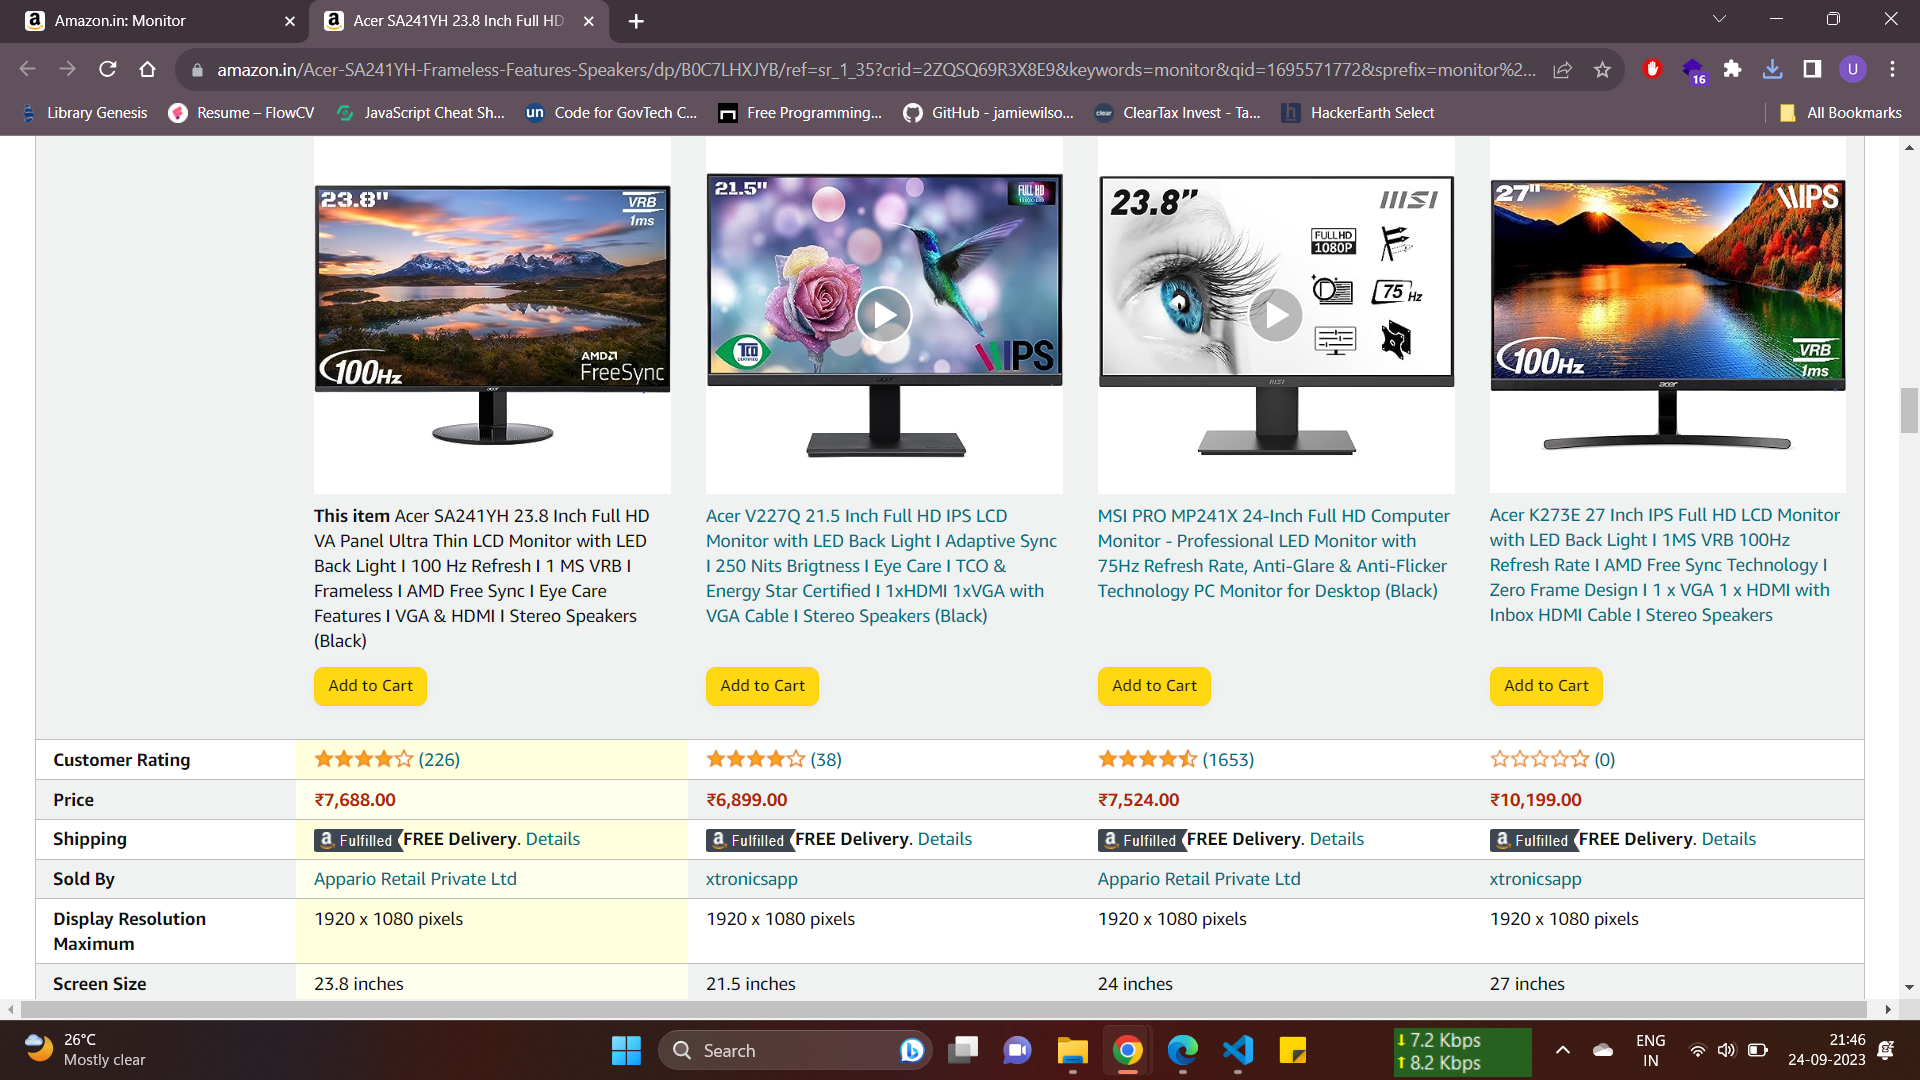 Amazon.in: Monitor
Acer SA241YH 23.8 Inch Full HD
amazon.in/Acer-SA241YH-Frameless-Features-Speakers/dp/B0C7LHXJYB/ref=sr_1_35?crid=2ZQSQ69R3X8E9&keywords=monitor&qid=1695571772&sprefix=monitor%2...
16
U
Library Genesis
Resume – FlowCV
JavaScript Cheat Sh...
un Code for GovTech C...
Free Programming...
GitHub - jamiewilso...
clear ClearTax Invest - Ta...
h HackerEarth Select
All Bookmarks
23.8"
VRB
1ms
100Hz
AMD
FreeSync
acer
21.5"
FULL HD
1920x1080
TCO
CERTIFIED
IPS
acer
23.8"
msi
FULL HD
1080P
75 Hz
msi
27"
IPS
100Hz
VRB
1ms
acer
This item Acer SA241YH 23.8 Inch Full HD
VA Panel Ultra Thin LCD Monitor with LED
Back Light I 100 Hz Refresh I 1 MS VRB I
Frameless I AMD Free Sync I Eye Care
Features I VGA & HDMI I Stereo Speakers
(Black)
Acer V227Q 21.5 Inch Full HD IPS LCD
Monitor with LED Back Light I Adaptive Sync
I 250 Nits Brigtness I Eye Care I TCO &
Energy Star Certified I 1xHDMI 1xVGA with
VGA Cable I Stereo Speakers (Black)
MSI PRO MP241X 24-Inch Full HD Computer
Monitor - Professional LED Monitor with
75Hz Refresh Rate, Anti-Glare & Anti-Flicker
Technology PC Monitor for Desktop (Black)
Acer K273E 27 Inch IPS Full HD LCD Monitor
with LED Back Light I 1MS VRB 100Hz
Refresh Rate I AMD Free Sync Technology I
Zero Frame Design I 1 x VGA 1 x HDMI with
Inbox HDMI Cable I Stereo Speakers
Add to Cart
Add to Cart
Add to Cart
Add to Cart
Customer Rating (226) (38) (1653) (0)
Price ₹7,688.00 ₹6,899.00 ₹7,524.00 ₹10,199.00
Shipping a Fulfilled FREE Delivery. Details a Fulfilled FREE Delivery. Details a Fulfilled FREE Delivery. Details a Fulfilled FREE Delivery. Details
Sold By Appario Retail Private Ltd xtronicsapp Appario Retail Private Ltd xtronicsapp
Display Resolution 1920 x 1080 pixels 1920 x 1080 pixels 1920 x 1080 pixels 1920 x 1080 pixels
Maximum
Screen Size 23.8 inches 21.5 inches 24 inches 27 inches
26°C
Mostly clear
Search
7.2 Kbps
8.2 Kbps
ENG
IN
21:46
24-09-2023